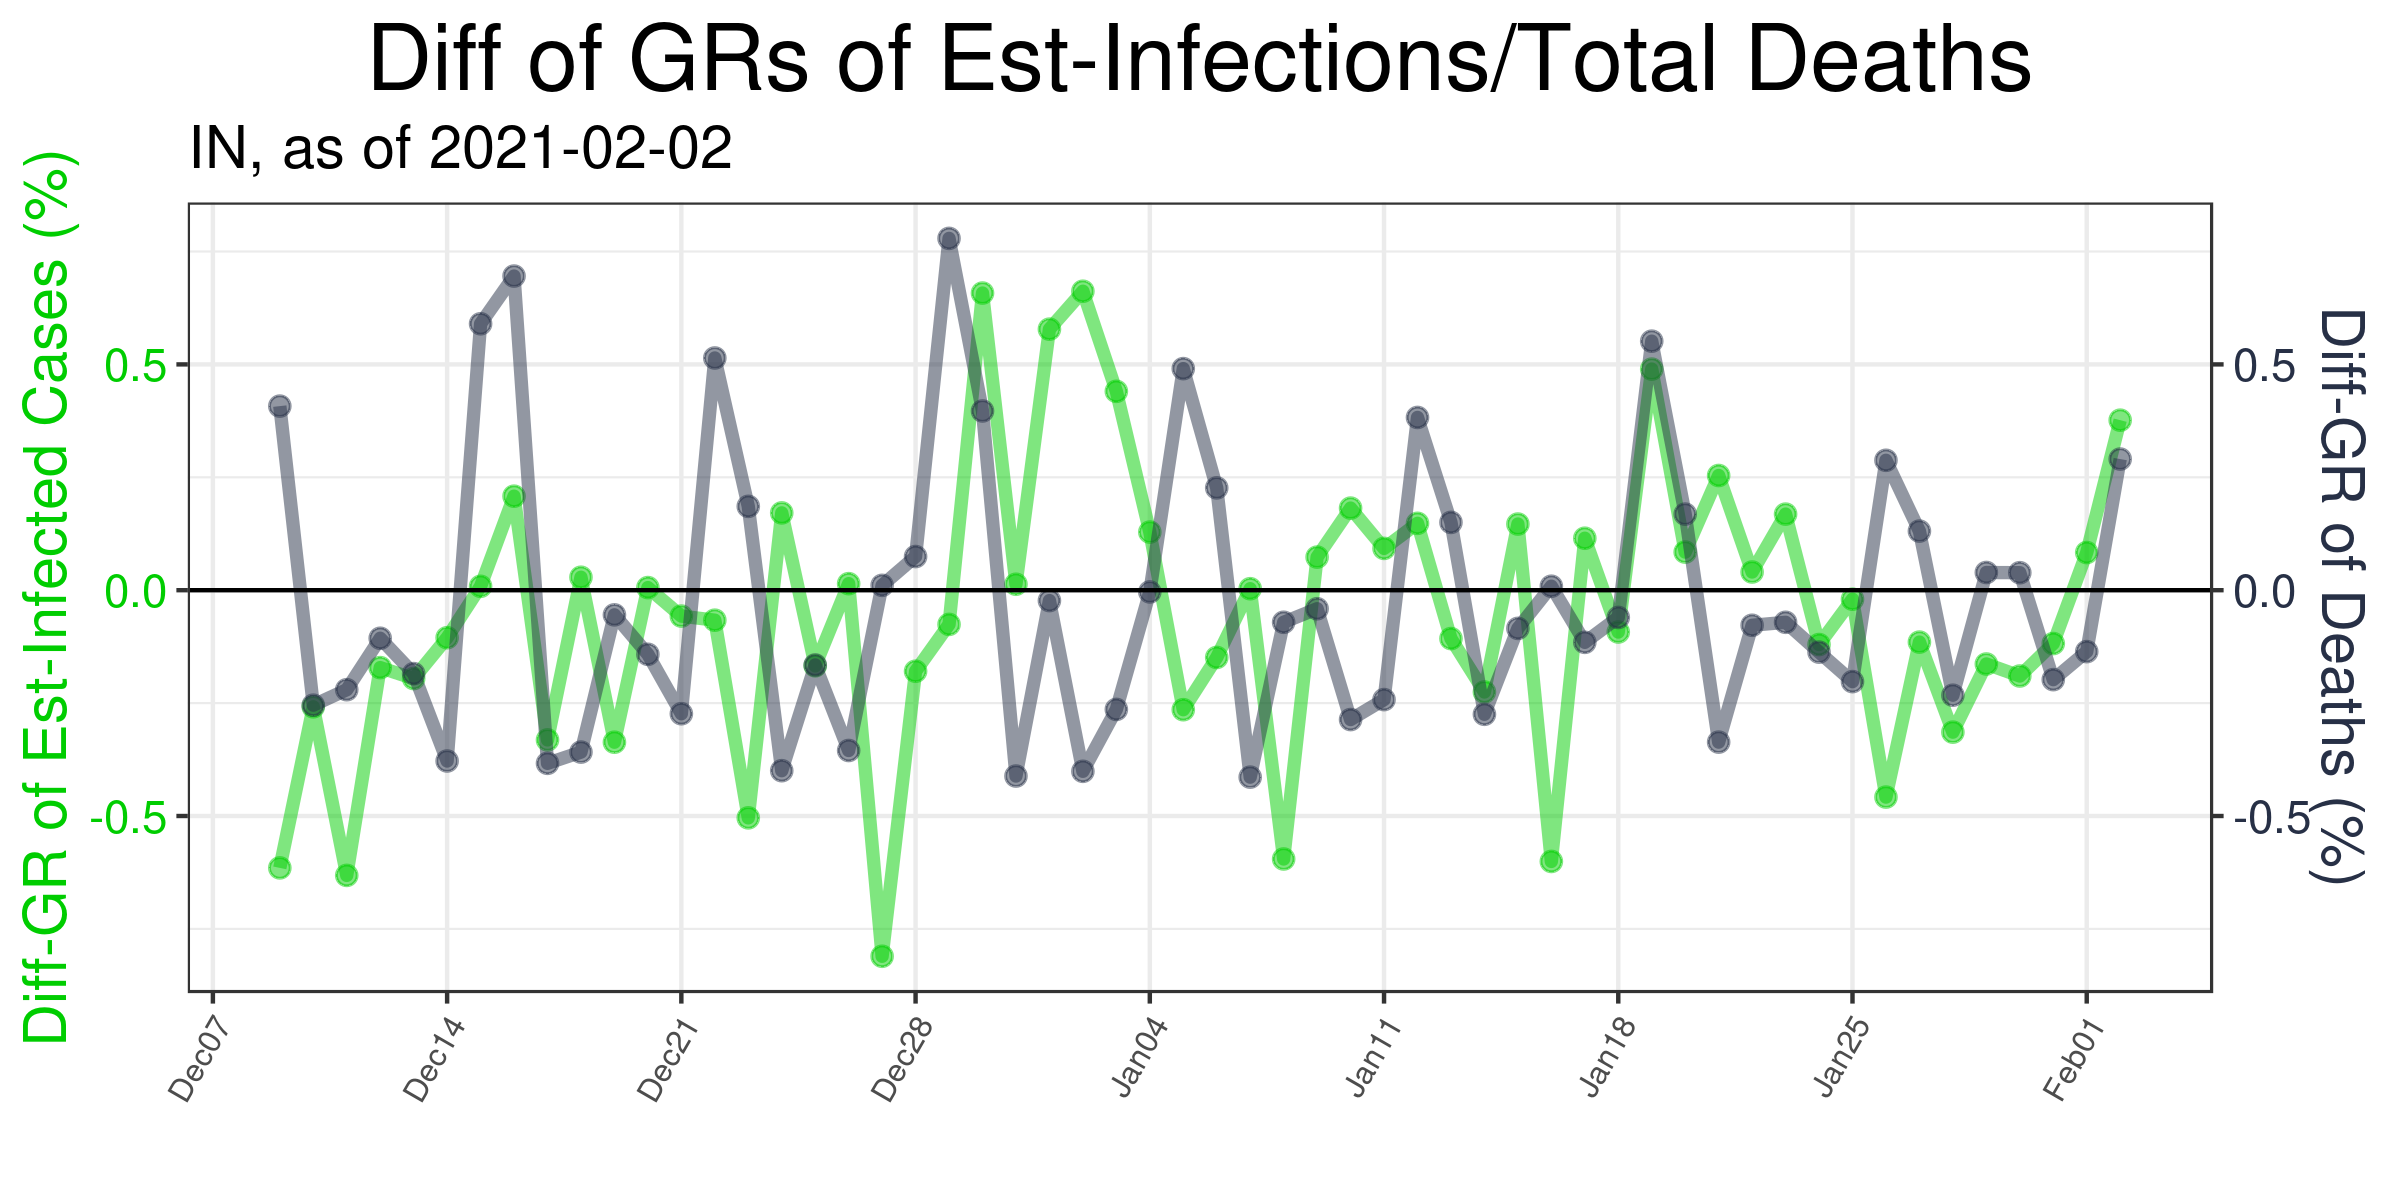 Diff of GRs of Est-Infections/Total Deaths
IN, as of 2021-02-02
Diff-GR of Est-Infected Cases (%)
0.5
0.0
-0.5
0.5
0.0
-0.5
Diff-GR of Deaths (%)
Dec07
Dec14
Dec21
Dec28
Jan04
Jan11
Jan18
Jan25
Feb01